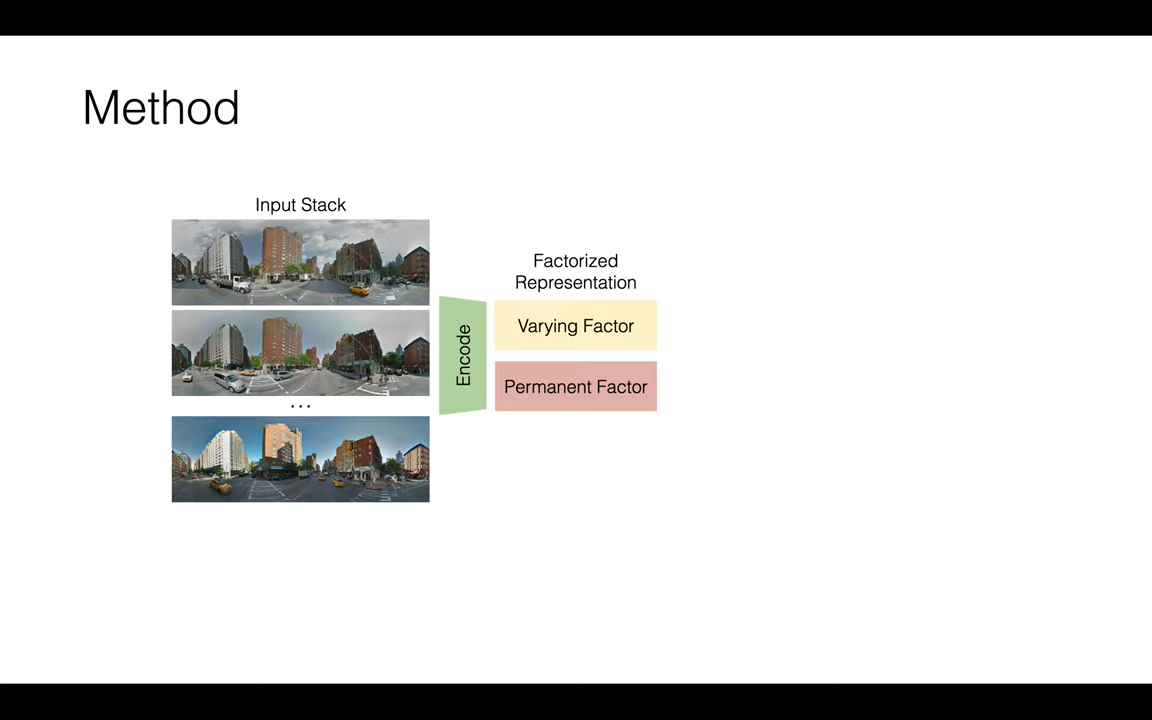 Method
Input Stack
...
Encode
Factorized
Representation
Varying Factor
Permanent Factor